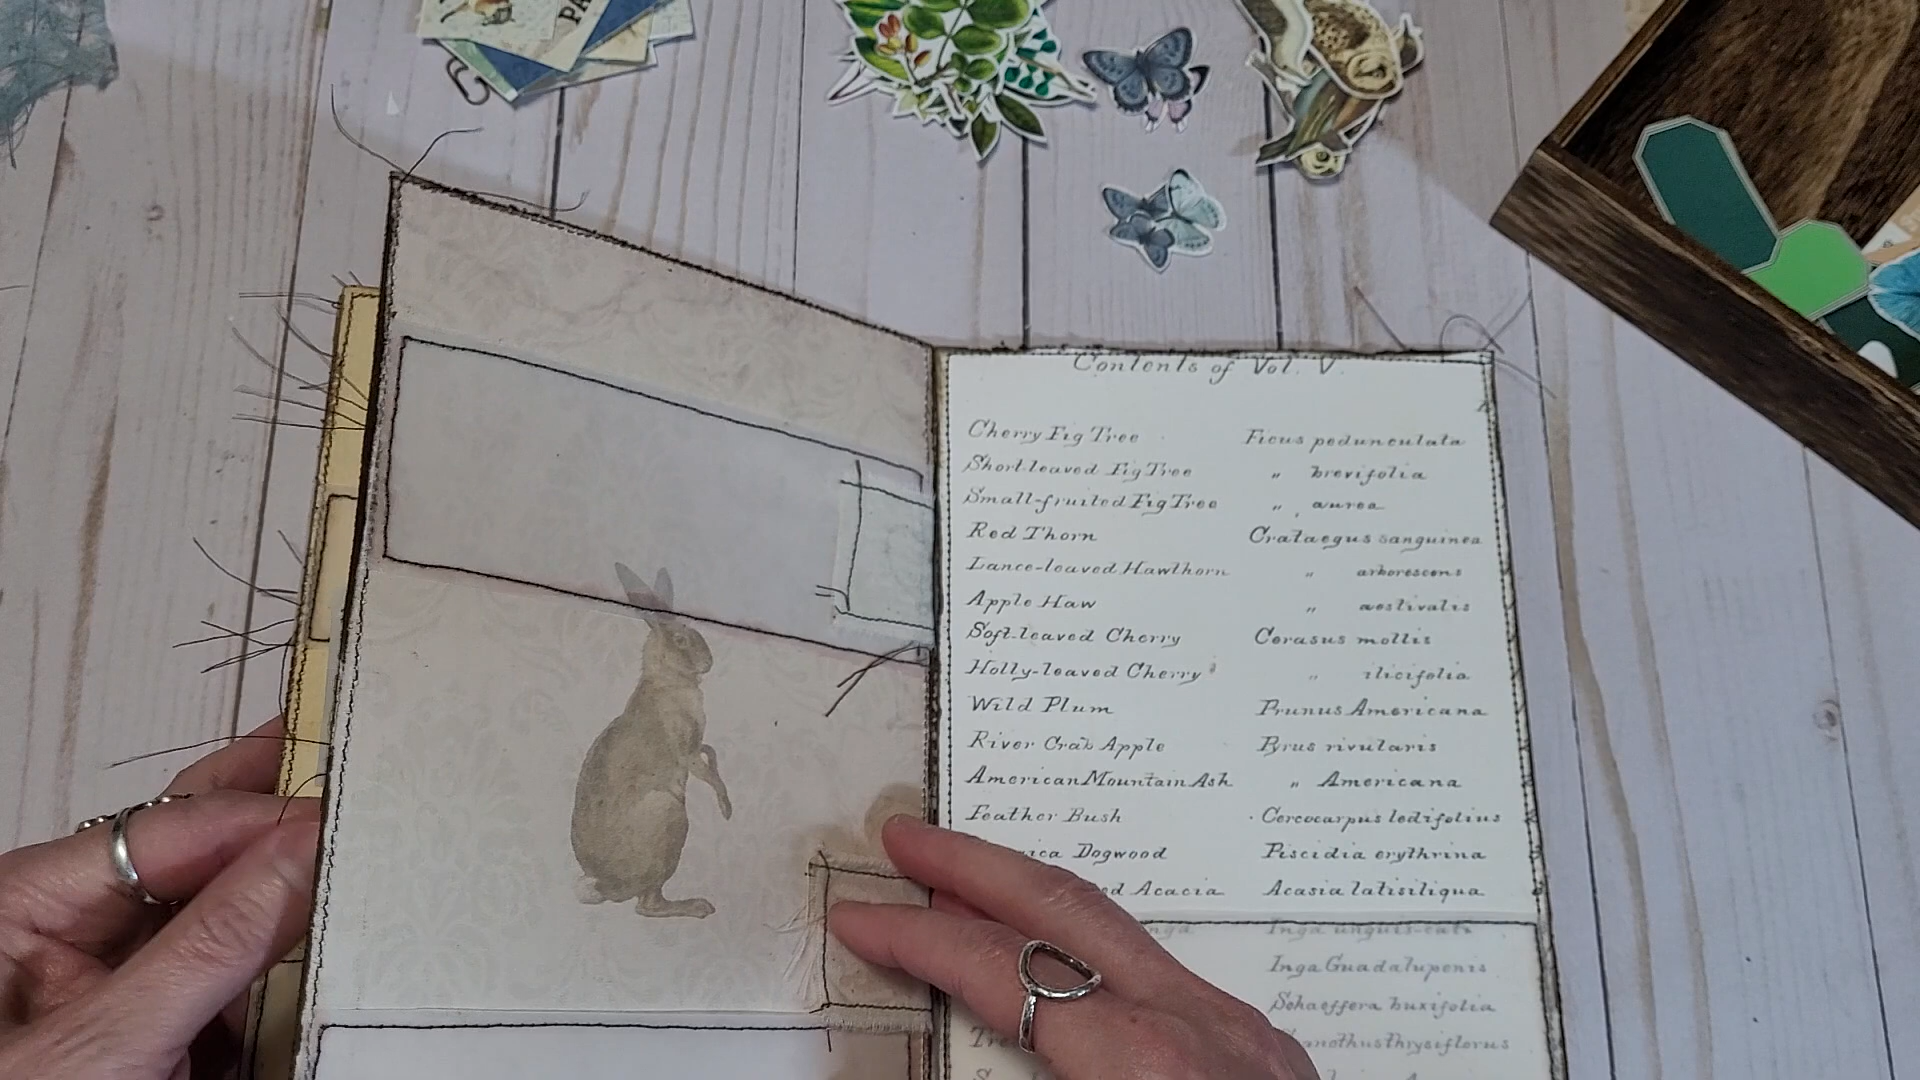 PA
Contents of Vol. V.
Cherry Fig Tree Ficus pedunculata
Short-leaved Fig Tree " brevifolia
Small-fruited Fig Tree " aurea
Red Thorn Crataegus sanguinea
Lance-leaved Hawthorn " arborescens
Apple Haw " aestivalis
Soft-leaved Cherry Cerasus mollis
Holly-leaved Cherry " ilicifolia
Wild Plum Prunus Americana
River Crab Apple Pyrus rivularis
American Mountain Ash " Americana
Feather Bush Cercocarpus ledifolius
Dogwood Piscidia erythrina
Acacia Acasia latisiliqua
Inga unguis-cati
Inga Guadalupenis
Schaeffera buxifolia